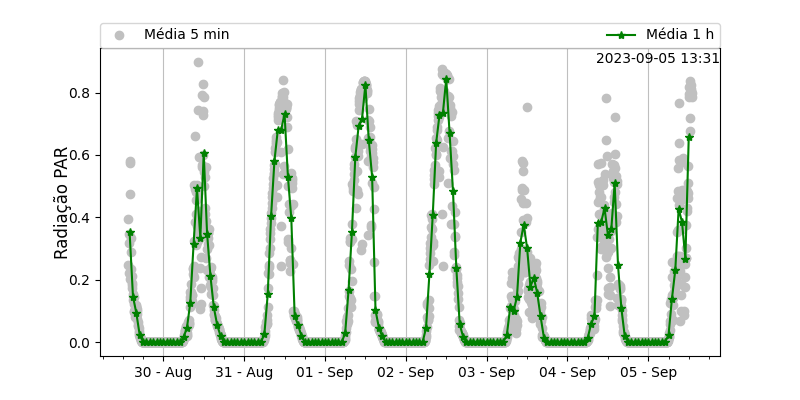 Média 5 min
Média 1 h
2023-09-05 13:31
Radiação PAR
0.8
0.6
0.4
0.2
0.0
30 - Aug
31 - Aug
01 - Sep
02 - Sep
03 - Sep
04 - Sep
05 - Sep